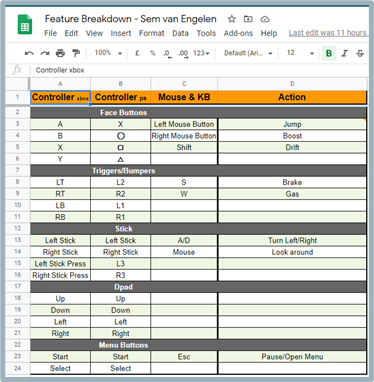 Feature Breakdown - Sem van Engelen
File Edit View Insert Format Data Tools Add-ons Help Last edit was 11 hours
100% £ % .0 .00 123 Default (Ari... 12 B I S
fx Controller xbox
A B C D
1 Controller xbox Controller ps Mouse & KB Action
2 Face Buttons
3 A X Left Mouse Button Jump
4 B Right Mouse Button Boost
5 X Shift Drift
6 Y
7 Triggers/Bumpers
8 LT L2 S Brake
9 RT R2 W Gas
10 LB L1
11 RB R1
12 Stick
13 Left Stick Left Stick A/D Turn Left/Right
14 Right Stick Right Stick Mouse Look around
15 Left Stick Press L3
16 Right Stick Press R3
17 Dpad
18 Up Up
19 Down Down
20 Left Left
21 Right Right
22 Menu Buttons
23 Start Start Esc Pause/Open Menu
24 Select Select